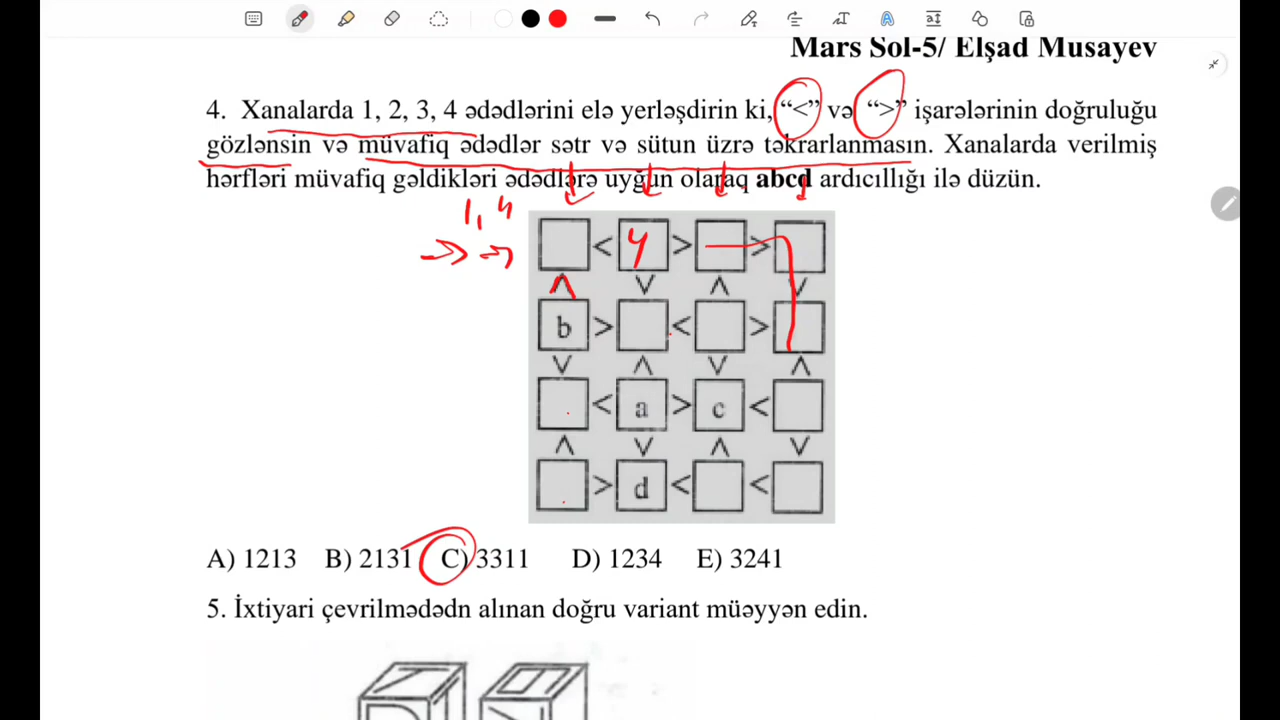 Mars Sol-5/ Elşad Musayev
4. Xanalarda 1, 2, 3, 4 ədədlərini elə yerləşdirin ki, “<” və “>” işarələrinin doğruluğu
gözlənsin və müvafiq ədədlər sətr və sütun üzrə təkrarlanmasın. Xanalarda verilmiş
hərfləri müvafiq gəldikləri ədədlərə uyğun olaraq abcd ardıcıllığı ilə düzün.
1, 4
< 4 > >
∧ ∨ ∧ ∨
b > < >
∨ ∧ ∨ ∧
< a > c <
∧ ∨ ∧ ∨
> d < <
A) 1213 B) 2131 C) 3311 D) 1234 E) 3241
5. İxtiyari çevrilmədədn alınan doğru variant müəyyən edin.